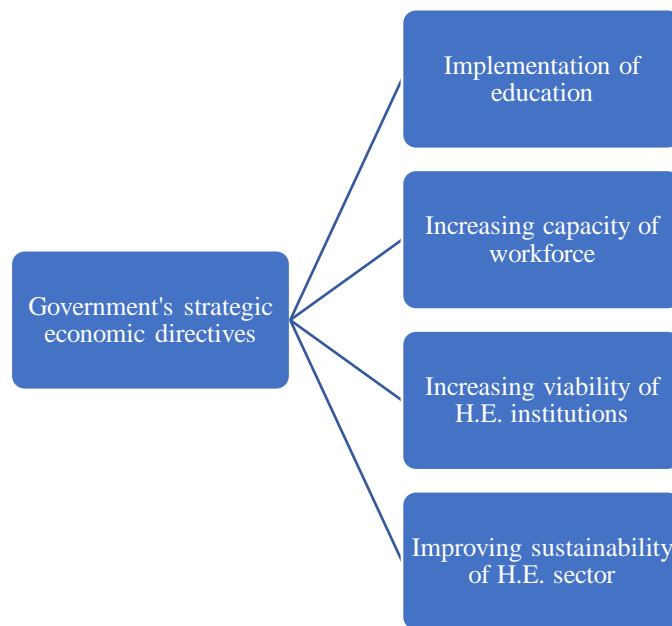 Implementation of
education
Increasing capacity of
workforce
Government's strategic
economic directives
Increasing viability of
H.E. institutions
Improving sustainability
of H.E. sector